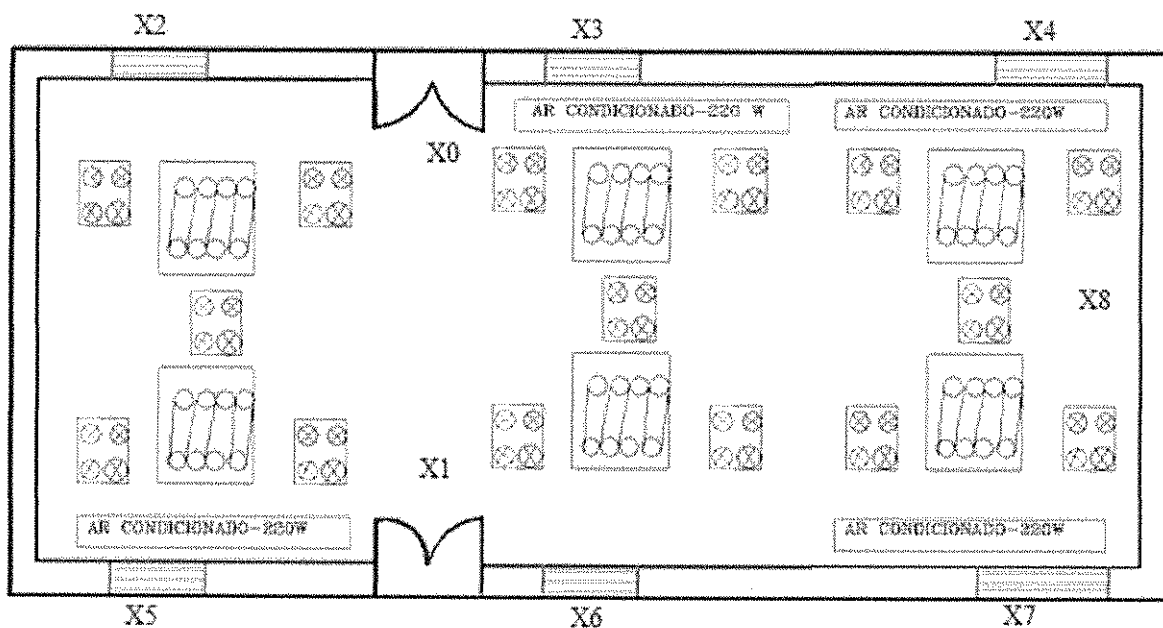 X2
X3
X4
AR CONDICIONADO-220 W
AR CONDICIONADO-220W
X0
X8
X1
AR CONDICIONADO-220W
AR CONDICIONADO-220W
X5
X6
X7